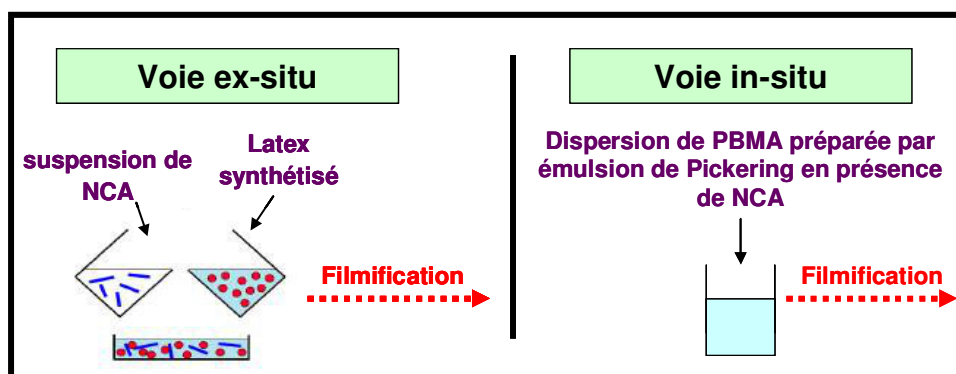 Voie ex-situ
suspension de
NCA
Latex
synthétisé
Filmification
Voie in-situ
Dispersion de PBMA préparée par
émulsion de Pickering en présence
de NCA
Filmification